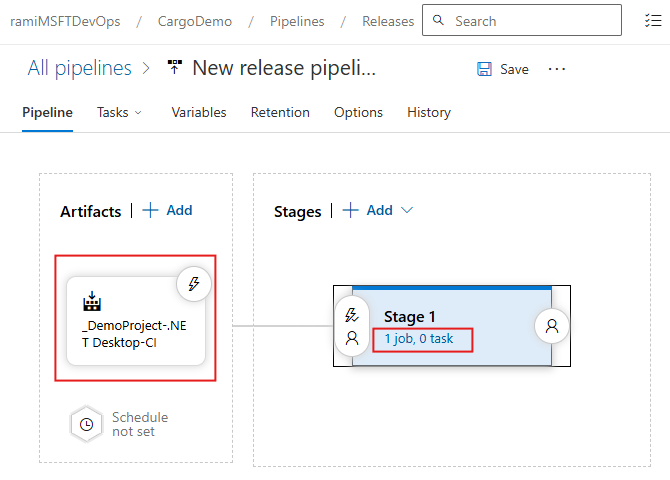 ramiMSFTDevOps / CargoDemo / Pipelines / Releases Search
All pipelines > New release pipeli... Save ...
Pipeline Tasks Variables Retention Options History
Artifacts | + Add
Stages | + Add
_DemoProject-.NE
T Desktop-CI
Stage 1
1 job, 0 task
Schedule
not set